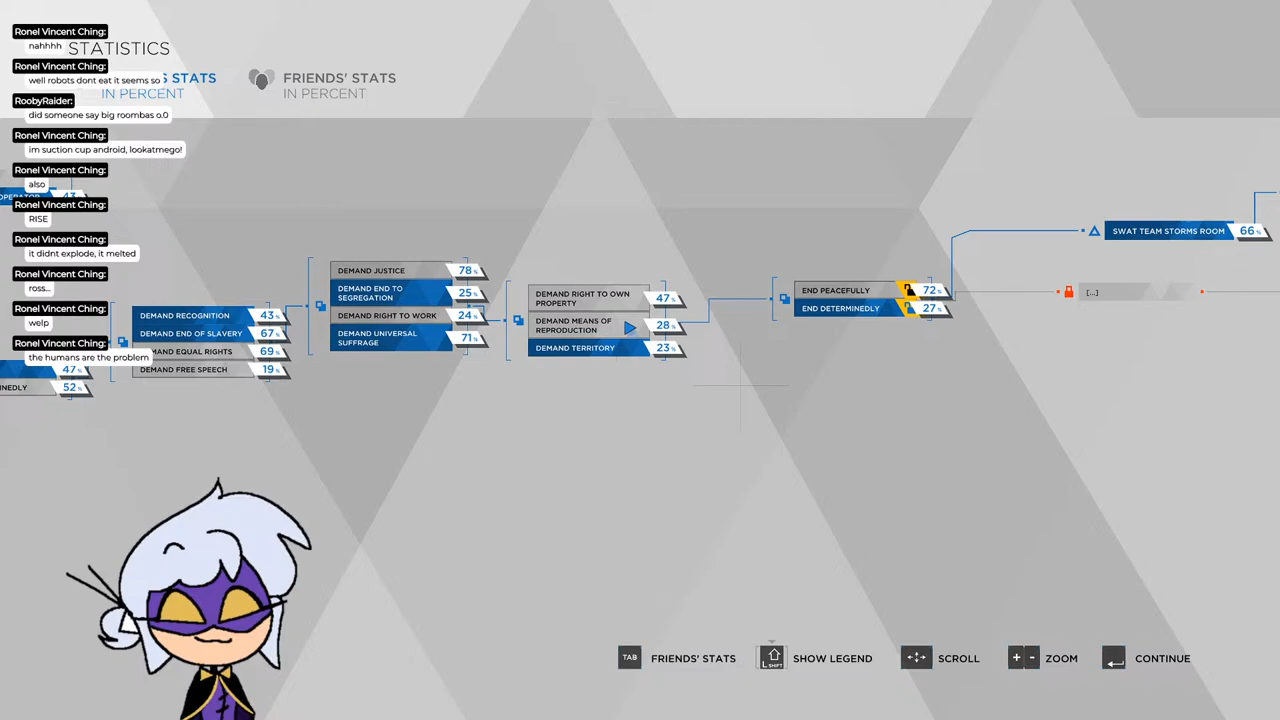 Ronel Vincent Ching:
nahhhh
STATISTICS
Ronel Vincent Ching:
well robots dont eat it seems so
S STATS
IN PERCENT
FRIENDS' STATS
IN PERCENT
RoobyRaider:
did someone say big roombas o.0
Ronel Vincent Ching:
im suction cup android, lookatmego!
Ronel Vincent Ching:
also
OPERATOR 43
Ronel Vincent Ching:
RISE
Ronel Vincent Ching:
it didnt explode, it melted
Ronel Vincent Ching:
ross...
Ronel Vincent Ching:
welp
Ronel Vincent Ching:
the humans are the problem
47%
NEDLY 52%
DEMAND RECOGNITION 43%
DEMAND END OF SLAVERY 67%
DEMAND EQUAL RIGHTS 69%
DEMAND FREE SPEECH 19%
DEMAND JUSTICE 78%
DEMAND END TO
SEGREGATION 25%
DEMAND RIGHT TO WORK 24%
DEMAND UNIVERSAL
SUFFRAGE 71%
DEMAND RIGHT TO OWN
PROPERTY 47%
DEMAND MEANS OF
REPRODUCTION 28%
DEMAND TERRITORY 23%
END PEACEFULLY 72%
END DETERMINEDLY 27%
SWAT TEAM STORMS ROOM 66%
[...]
TAB FRIENDS' STATS
L SHIFT SHOW LEGEND
SCROLL
+ - ZOOM
CONTINUE